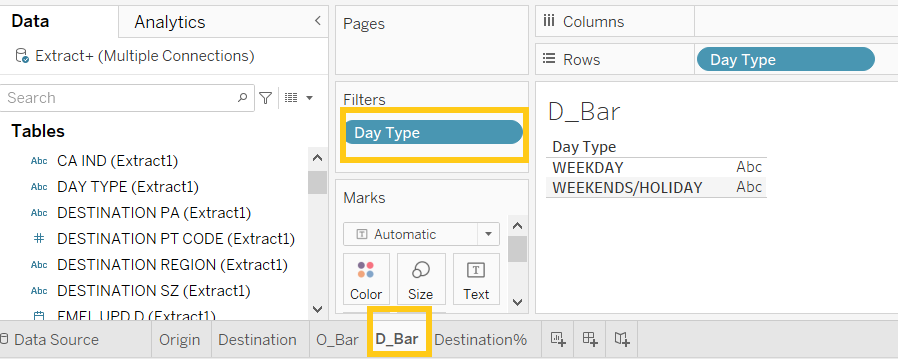 Data
Analytics
Extract+ (Multiple Connections)
Search
Tables
Abc CA IND (Extract1)
Abc DAY TYPE (Extract1)
Abc DESTINATION PA (Extract1)
# DESTINATION PT CODE (Extract1)
Abc DESTINATION REGION (Extract1)
Abc DESTINATION SZ (Extract1)
EMEL UPD D (Extract1)
Pages
Filters
Day Type
Marks
T Automatic
Color
Size
T
Text
Columns
Rows
Day Type
D_Bar
Day Type
WEEKDAY Abc
WEEKENDS/HOLIDAY Abc
Data Source
Origin
Destination
O_Bar
D_Bar
Destination%